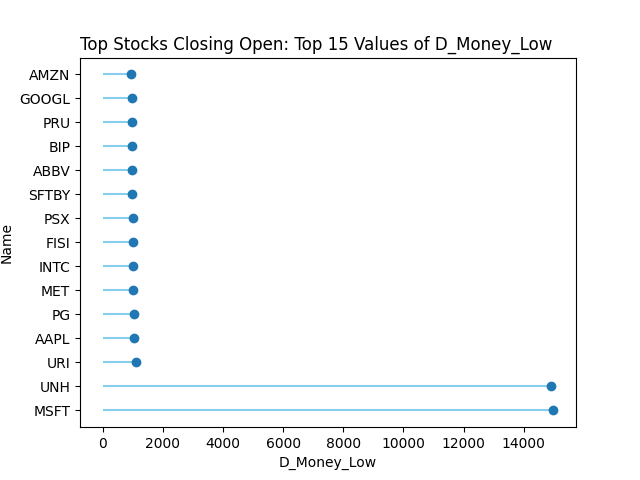 Top Stocks Closing Open: Top 15 Values of D_Money_Low
AMZN
GOOGL
PRU
BIP
ABBV
SFTBY
PSX
FISI
INTC
MET
PG
AAPL
URI
UNH
MSFT
Name
0 2000 4000 6000 8000 10000 12000 14000
D_Money_Low